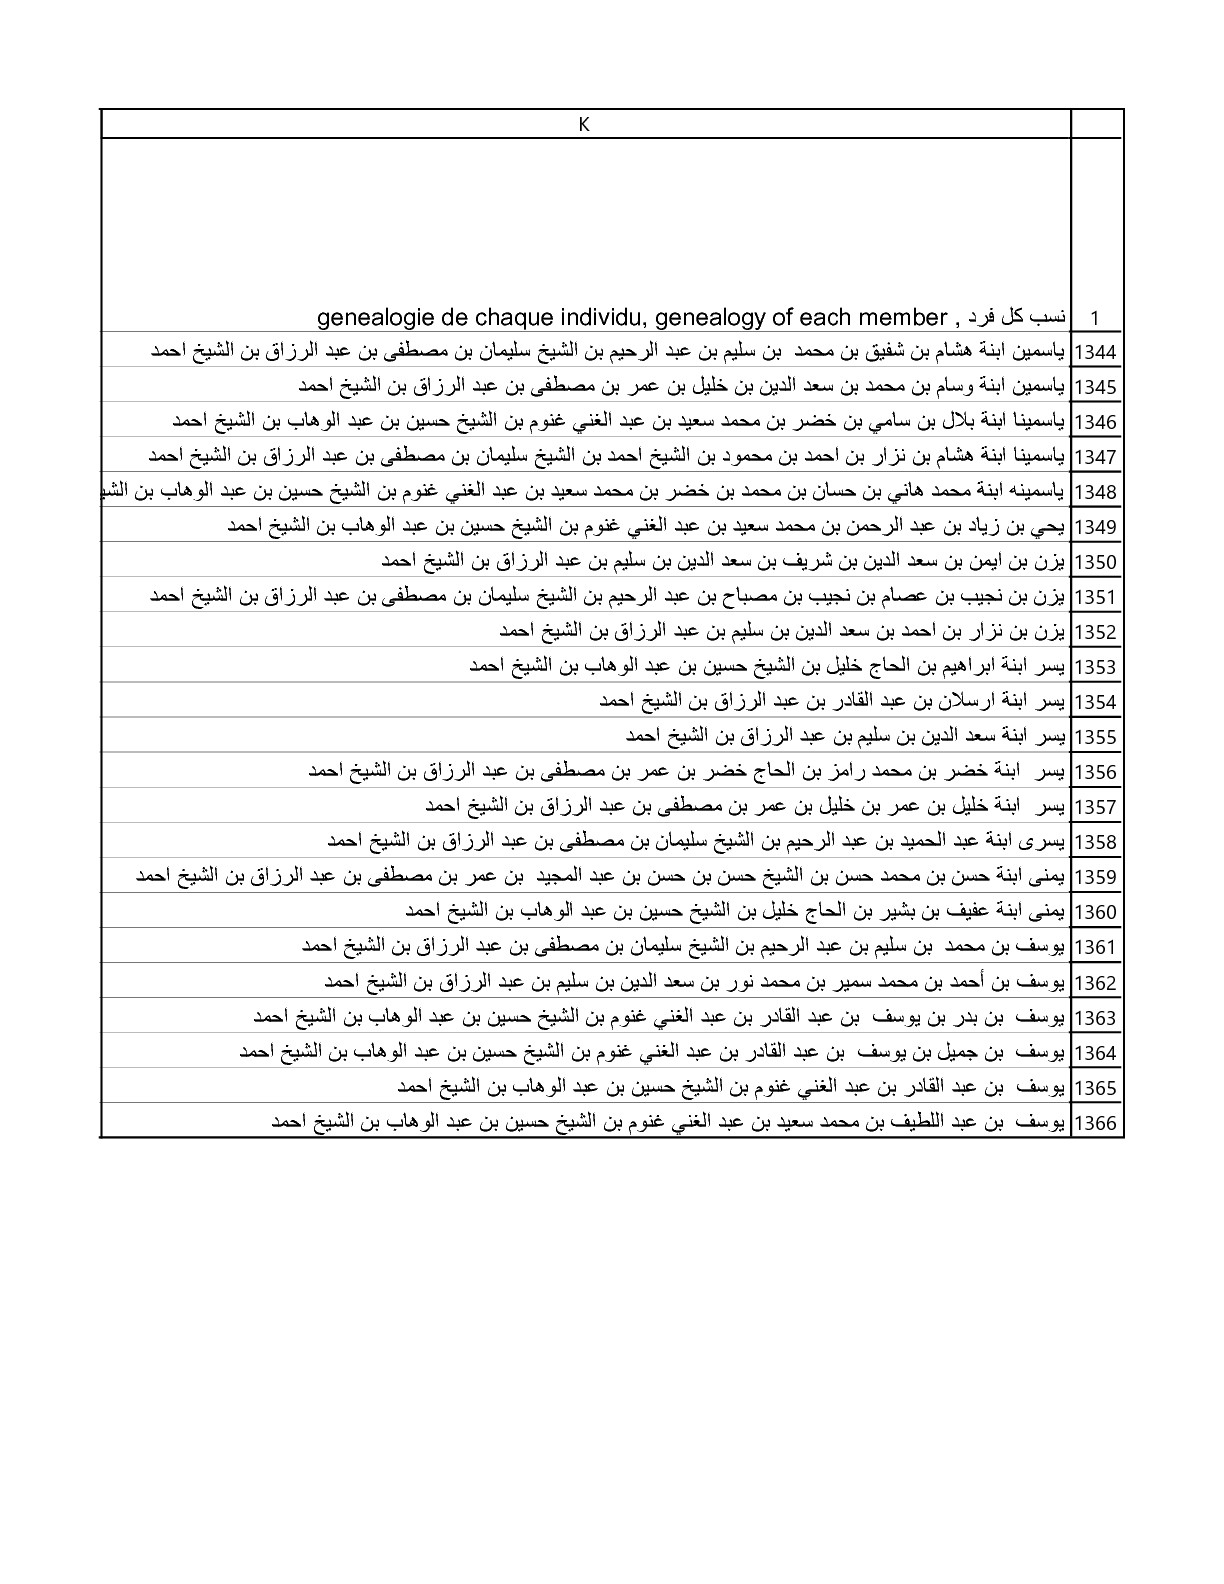 K
1 نسب كل فرد , genealogie de chaque individu, genealogy of each member
1344 ياسمين ابنة هشام بن شفيق بن محمد  بن سليم بن عبد الرحيم بن الشيخ سليمان بن مصطفى بن عبد الرزاق بن الشيخ احمد
1345 ياسمين ابنة وسام بن محمد بن سعد الدين بن خليل بن عمر بن مصطفى بن عبد الرزاق بن الشيخ احمد
1346 ياسمينا ابنة بلال بن سامي بن خضر بن محمد سعيد بن عبد الغني غنوم بن الشيخ حسين بن عبد الوهاب بن الشيخ احمد
1347 ياسمينا ابنة هشام بن نزار بن احمد بن محمود بن الشيخ احمد بن الشيخ سليمان بن مصطفى بن عبد الرزاق بن الشيخ احمد
1348 ياسمينه ابنة محمد هاني بن حسان بن محمد بن خضر بن محمد سعيد بن عبد الغني غنوم بن الشيخ حسين بن عبد الوهاب بن الشي
1349 يحي بن زياد بن عبد الرحمن بن محمد سعيد بن عبد الغني غنوم بن الشيخ حسين بن عبد الوهاب بن الشيخ احمد
1350 يزن بن ايمن بن سعد الدين بن شريف بن سعد الدين بن سليم بن عبد الرزاق بن الشيخ احمد
1351 يزن بن نجيب بن عصام بن نجيب بن مصباح بن عبد الرحيم بن الشيخ سليمان بن مصطفى بن عبد الرزاق بن الشيخ احمد
1352 يزن بن نزار بن احمد بن سعد الدين بن سليم بن عبد الرزاق بن الشيخ احمد
1353 يسر ابنة ابراهيم بن الحاج خليل بن الشيخ حسين بن عبد الوهاب بن الشيخ احمد
1354 يسر ابنة ارسلان بن عبد القادر بن عبد الرزاق بن الشيخ احمد
1355 يسر ابنة سعد الدين بن سليم بن عبد الرزاق بن الشيخ احمد
1356 يسر  ابنة خضر بن محمد رامز بن الحاج خضر بن عمر بن مصطفى بن عبد الرزاق بن الشيخ احمد
1357 يسر  ابنة خليل بن عمر بن خليل بن عمر بن مصطفى بن عبد الرزاق بن الشيخ احمد
1358 يسرى ابنة عبد الحميد بن عبد الرحيم بن الشيخ سليمان بن مصطفى بن عبد الرزاق بن الشيخ احمد
1359 يمنى ابنة حسن بن محمد حسن بن الشيخ حسن بن حسن بن عبد المجيد  بن عمر بن مصطفى بن عبد الرزاق بن الشيخ احمد
1360 يمنى ابنة عفيف بن بشير بن الحاج خليل بن الشيخ حسين بن عبد الوهاب بن الشيخ احمد
1361 يوسف بن محمد  بن سليم بن عبد الرحيم بن الشيخ سليمان بن مصطفى بن عبد الرزاق بن الشيخ احمد
1362 يوسف بن أحمد بن محمد سمير بن محمد نور بن سعد الدين بن سليم بن عبد الرزاق بن الشيخ احمد
1363 يوسف  بن بدر بن يوسف  بن عبد القادر بن عبد الغني غنوم بن الشيخ حسين بن عبد الوهاب بن الشيخ احمد
1364 يوسف  بن جميل بن يوسف  بن عبد القادر بن عبد الغني غنوم بن الشيخ حسين بن عبد الوهاب بن الشيخ احمد
1365 يوسف  بن عبد القادر بن عبد الغني غنوم بن الشيخ حسين بن عبد الوهاب بن الشيخ احمد
1366 يوسف  بن عبد اللطيف بن محمد سعيد بن عبد الغني غنوم بن الشيخ حسين بن عبد الوهاب بن الشيخ احمد